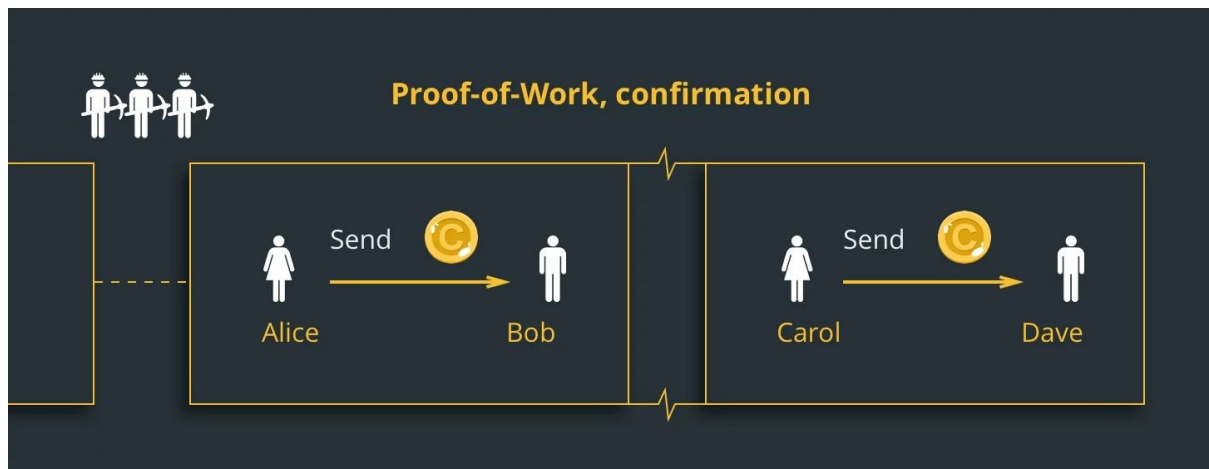 Proof-of-Work, confirmation
Send
C
Alice
Bob
Send
C
Carol
Dave